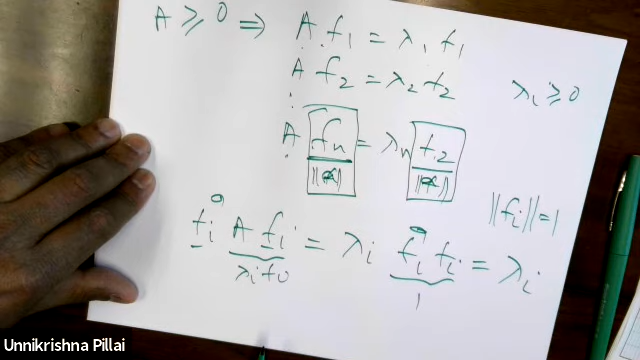 A ≥ 0 ⇒ A f₁ = λ₁ f₁
A f₂ = λ₂ f₂ λᵢ ≥ 0
A fₙ = λₙ f₂
||fᵢ|| = 1
fᵢ A fᵢ = λᵢ fᵢ fᵢ = λᵢ
λᵢ fᵢ 1
Unnikrishna Pillai